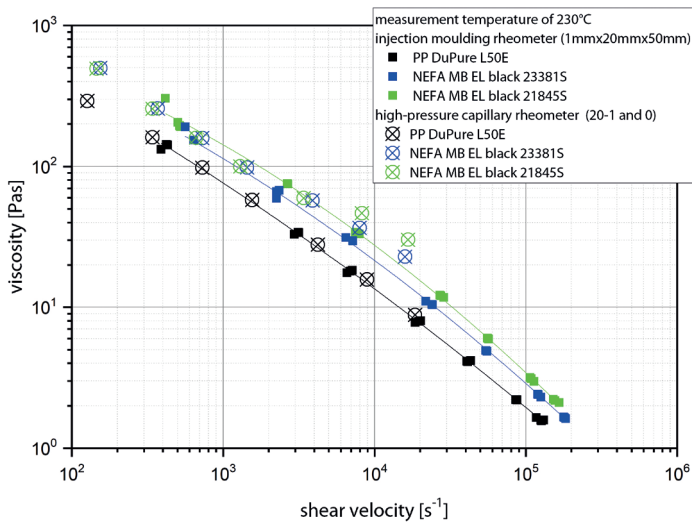 measurement temperature of 230°C
injection moulding rheometer (1mmx20mmx50mm)
PP DuPure L50E
NEFA MB EL black 23381S
NEFA MB EL black 21845S
high-pressure capillary rheometer (20-1 and 0)
PP DuPure L50E
NEFA MB EL black 23381S
NEFA MB EL black 21845S
viscosity [Pas]
10³
10²
10¹
10⁰
10² 10³ 10⁴ 10⁵ 10⁶
shear velocity [s⁻¹]